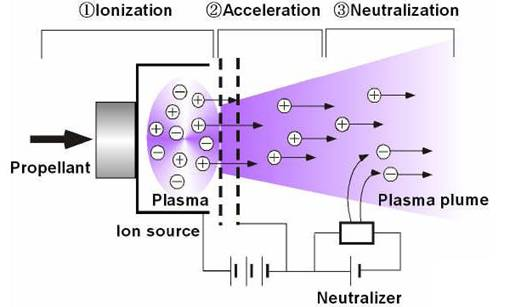 ①Ionization ②Acceleration ③Neutralization
Propellant
Plasma
Plasma plume
Ion source
Neutralizer